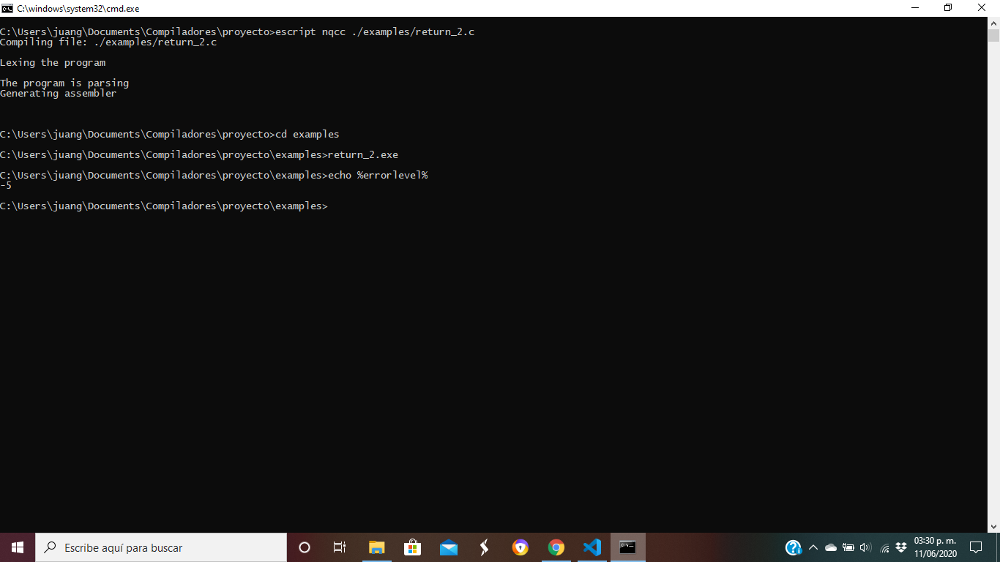 C:\windows\system32\cmd.exe
C:\Users\juang\Documents\Compiladores\proyecto>escript nqcc ./examples/return_2.c
Compiling file: ./examples/return_2.c
Lexing the program
The program is parsing
Generating assembler
C:\Users\juang\Documents\Compiladores\proyecto>cd examples
C:\Users\juang\Documents\Compiladores\proyecto\examples>return_2.exe
C:\Users\juang\Documents\Compiladores\proyecto\examples>echo %errorlevel%
-5
C:\Users\juang\Documents\Compiladores\proyecto\examples>
Escribe aquí para buscar
03:30 p. m.
11/06/2020